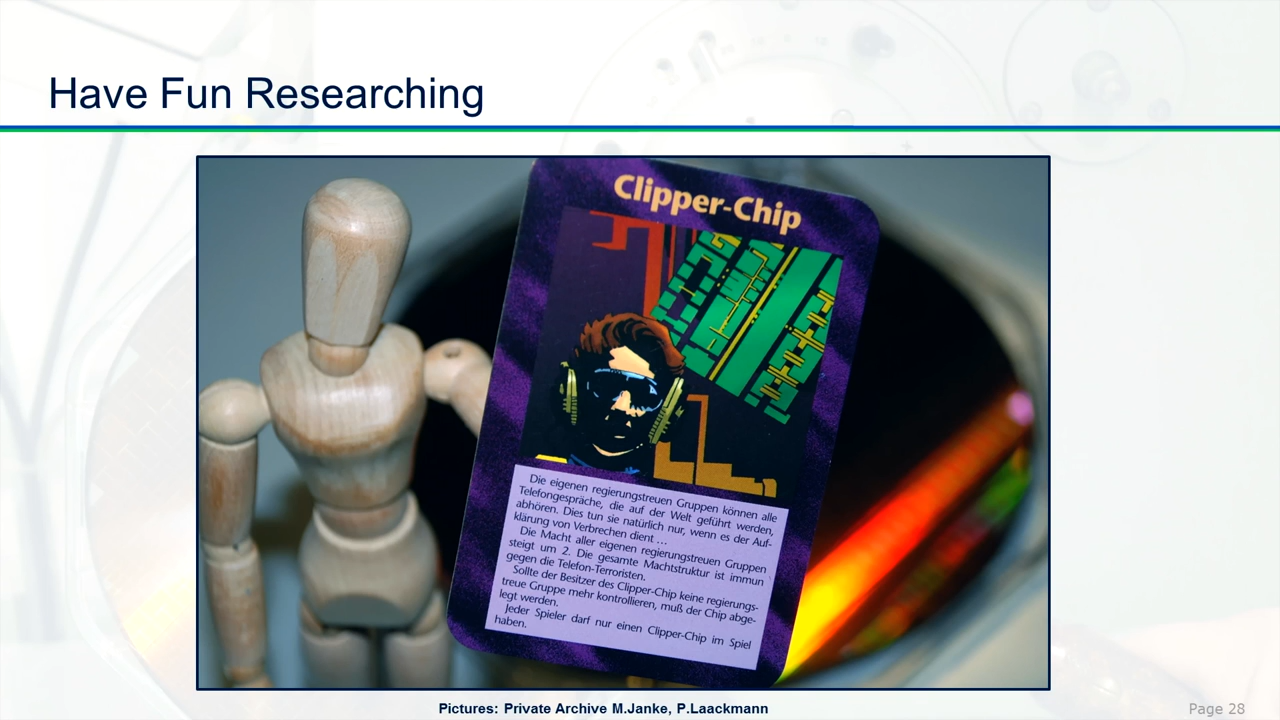 Have Fun Researching
Clipper-Chip
Die eigenen regierungstreuen Gruppen können alle
Telefongespräche, die auf der Welt geführt werden,
abhören. Dies tun sie natürlich nur, wenn es der Auf-
klärung von Verbrechen dient ...
Die Macht aller eigenen regierungstreuen Gruppen
steigt um 2. Die gesamte Machtstruktur ist immun
gegen die Telefon-Terroristen.
Sollte der Besitzer des Clipper-Chip keine regierungs-
treue Gruppe mehr kontrollieren, muß der Chip abge-
legt werden.
Jeder Spieler darf nur einen Clipper-Chip im Spiel
haben.
Pictures: Private Archive M.Janke, P.Laackmann
Page 28